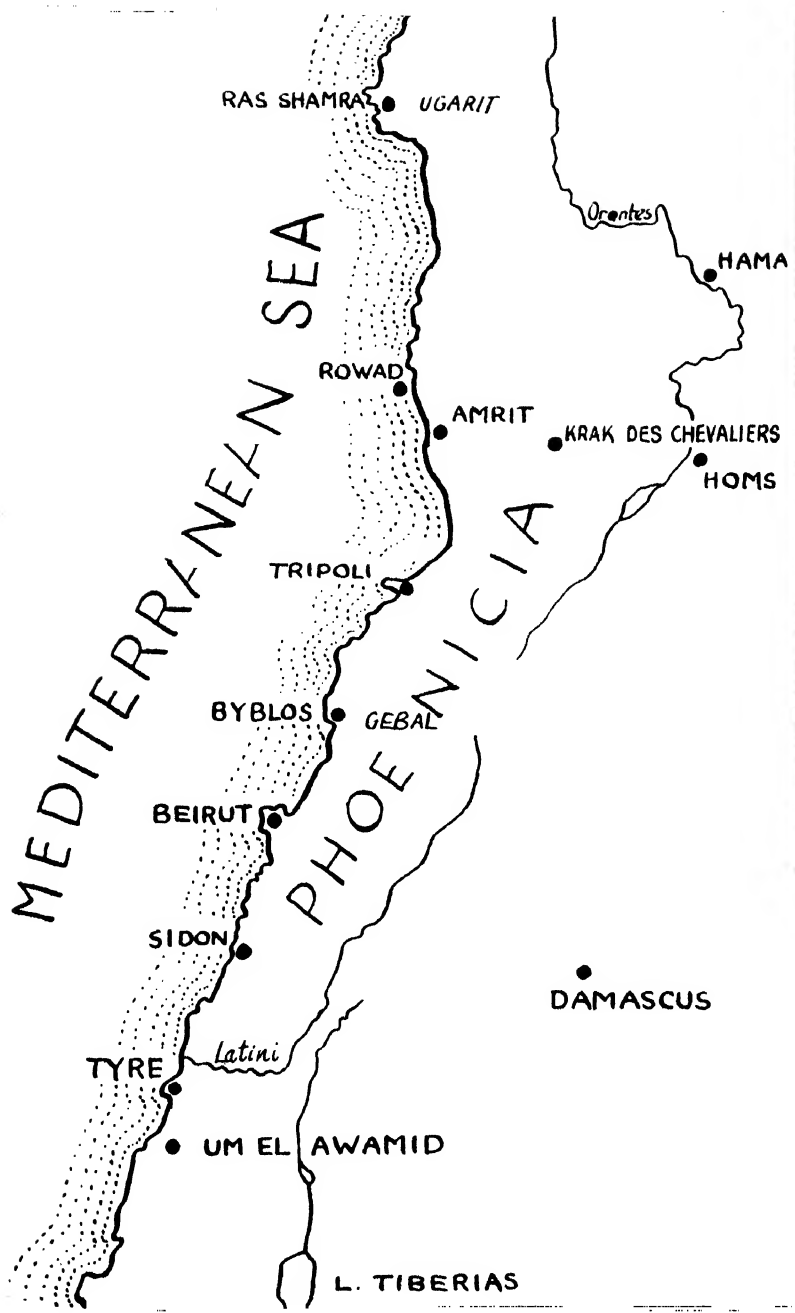 RAS SHAMRA
UGARIT
Orontes
HAMA
MEDITERRANEAN SEA
ROWAD
AMRIT
KRAK DES CHEVALIERS
HOMS
PHOENICIA
TRIPOLI
BYBLOS
GEBAL
BEIRUT
SIDON
DAMASCUS
Latini
TYRE
UM EL AWAMID
L. TIBERIAS